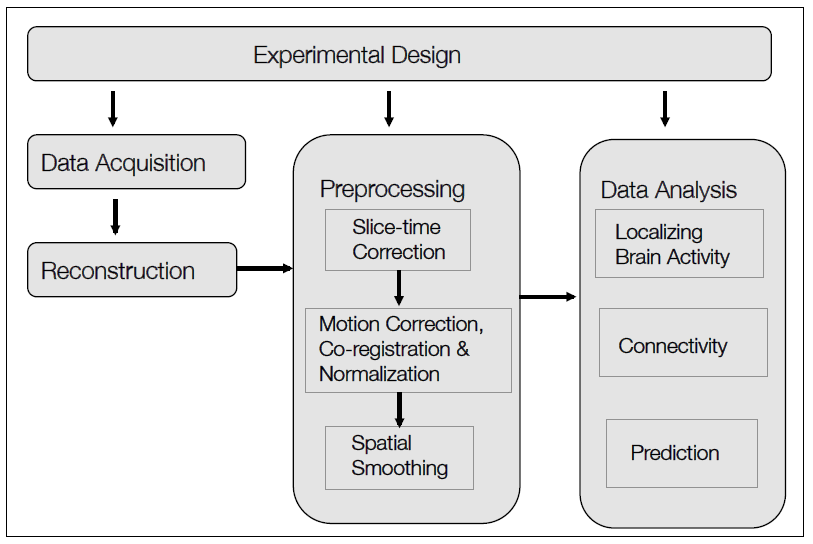 Experimental Design
Data Acquisition
Reconstruction
Preprocessing
Slice-time
Correction
Motion Correction,
Co-registration &
Normalization
Spatial
Smoothing
Data Analysis
Localizing
Brain Activity
Connectivity
Prediction